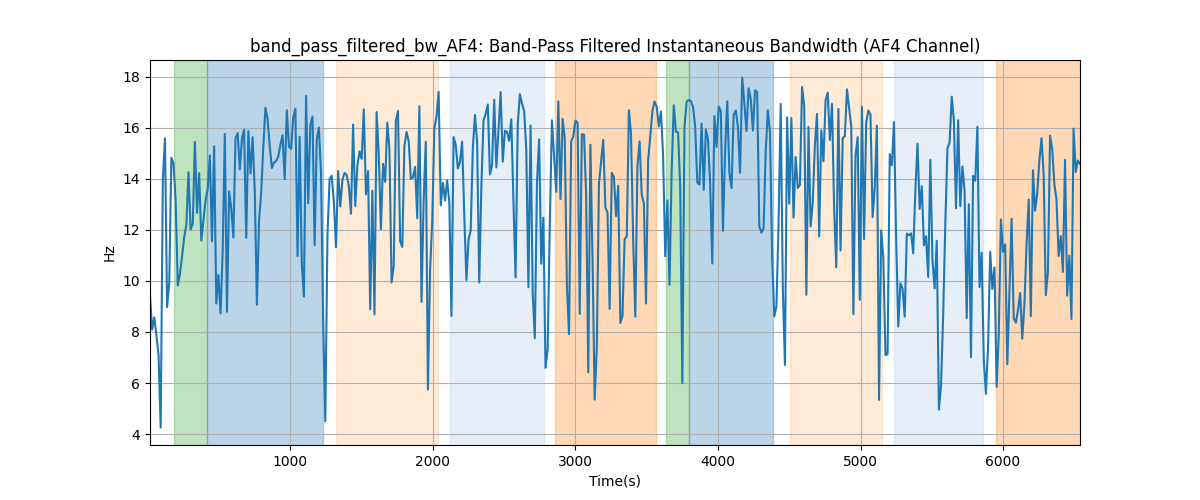 band_pass_filtered_bw_AF4: Band-Pass Filtered Instantaneous Bandwidth (AF4 Channel)
18
16
14
12
10
8
6
4
Hz
1000 2000 3000 4000 5000 6000
Time(s)